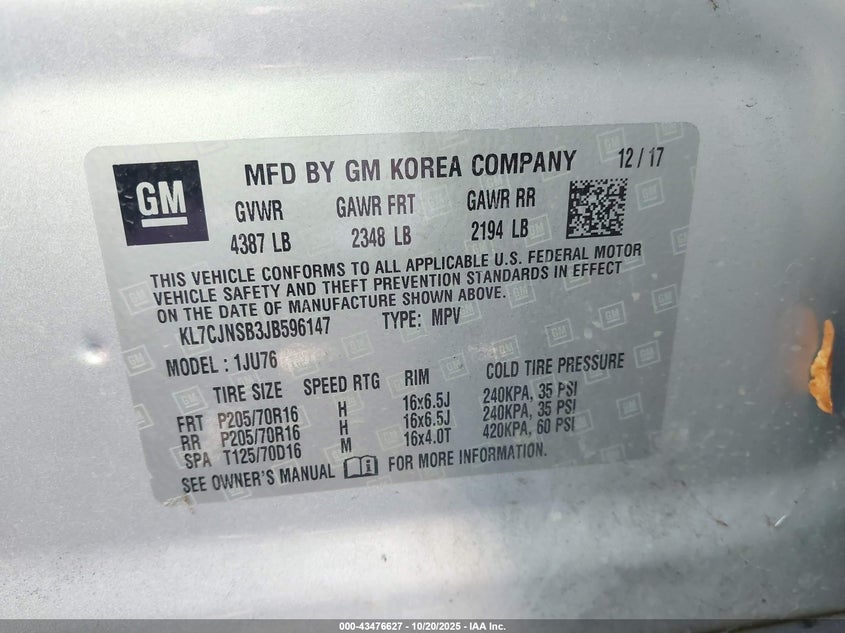 GM
MFD BY GM KOREA COMPANY 12/17
GVWR GAWR FRT GAWR RR
4387 LB 2348 LB 2194 LB
THIS VEHICLE CONFORMS TO ALL APPLICABLE U.S. FEDERAL MOTOR
VEHICLE SAFETY AND THEFT PREVENTION STANDARDS IN EFFECT
ON THE DATE OF MANUFACTURE SHOWN ABOVE.
KL7CJNSB3JB596147 TYPE: MPV
MODEL : 1JU76
TIRE SIZE SPEED RTG RIM COLD TIRE PRESSURE
FRT P205/70R16 H 16x6.5J 240KPA, 35 PSI
RR P205/70R16 H 16x6.5J 240KPA, 35 PSI
SPA T125/70D16 M 16x4.0T 420KPA, 60 PSI
SEE OWNER'S MANUAL FOR MORE INFORMATION.
000-43476627 - 10/20/2025 - IAA Inc.